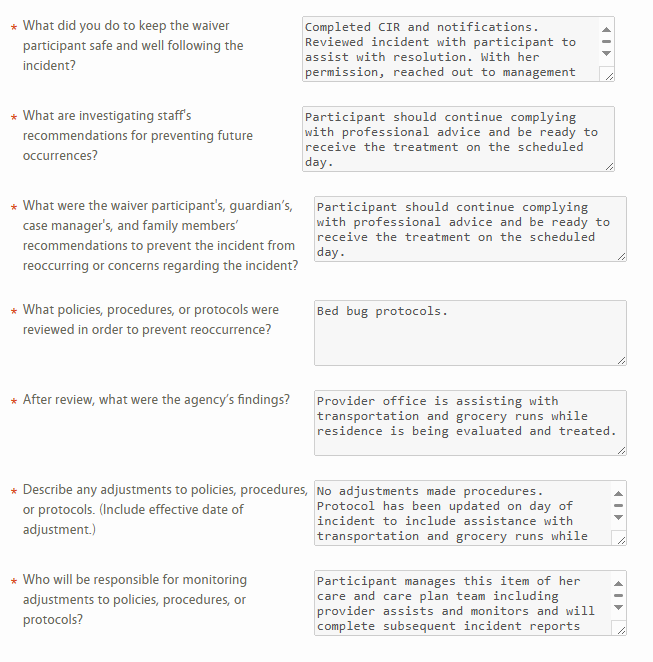 * What did you do to keep the waiver
participant safe and well following the
incident?
Completed CIR and notifications.
Reviewed incident with participant to
assist with resolution. With her
permission, reached out to management
* What are investigating staff's
recommendations for preventing future
occurrences?
Participant should continue complying
with professional advice and be ready to
receive the treatment on the scheduled
day.
* What were the waiver participant's, guardian’s,
case manager's, and family members’
recommendations to prevent the incident from
reoccurring or concerns regarding the incident?
Participant should continue complying
with professional advice and be ready to
receive the treatment on the scheduled
day.
* What policies, procedures, or protocols were
reviewed in order to prevent reoccurrence?
Bed bug protocols.
* After review, what were the agency’s findings?
Provider office is assisting with
transportation and grocery runs while
residence is being evaluated and treated.
* Describe any adjustments to policies, procedures,
or protocols. (Include effective date of
adjustment.)
No adjustments made procedures.
Protocol has been updated on day of
incident to include assistance with
transportation and grocery runs while
* Who will be responsible for monitoring
adjustments to policies, procedures, or
protocols?
Participant manages this item of her
care and care plan team including
provider assists and monitors and will
complete subsequent incident reports